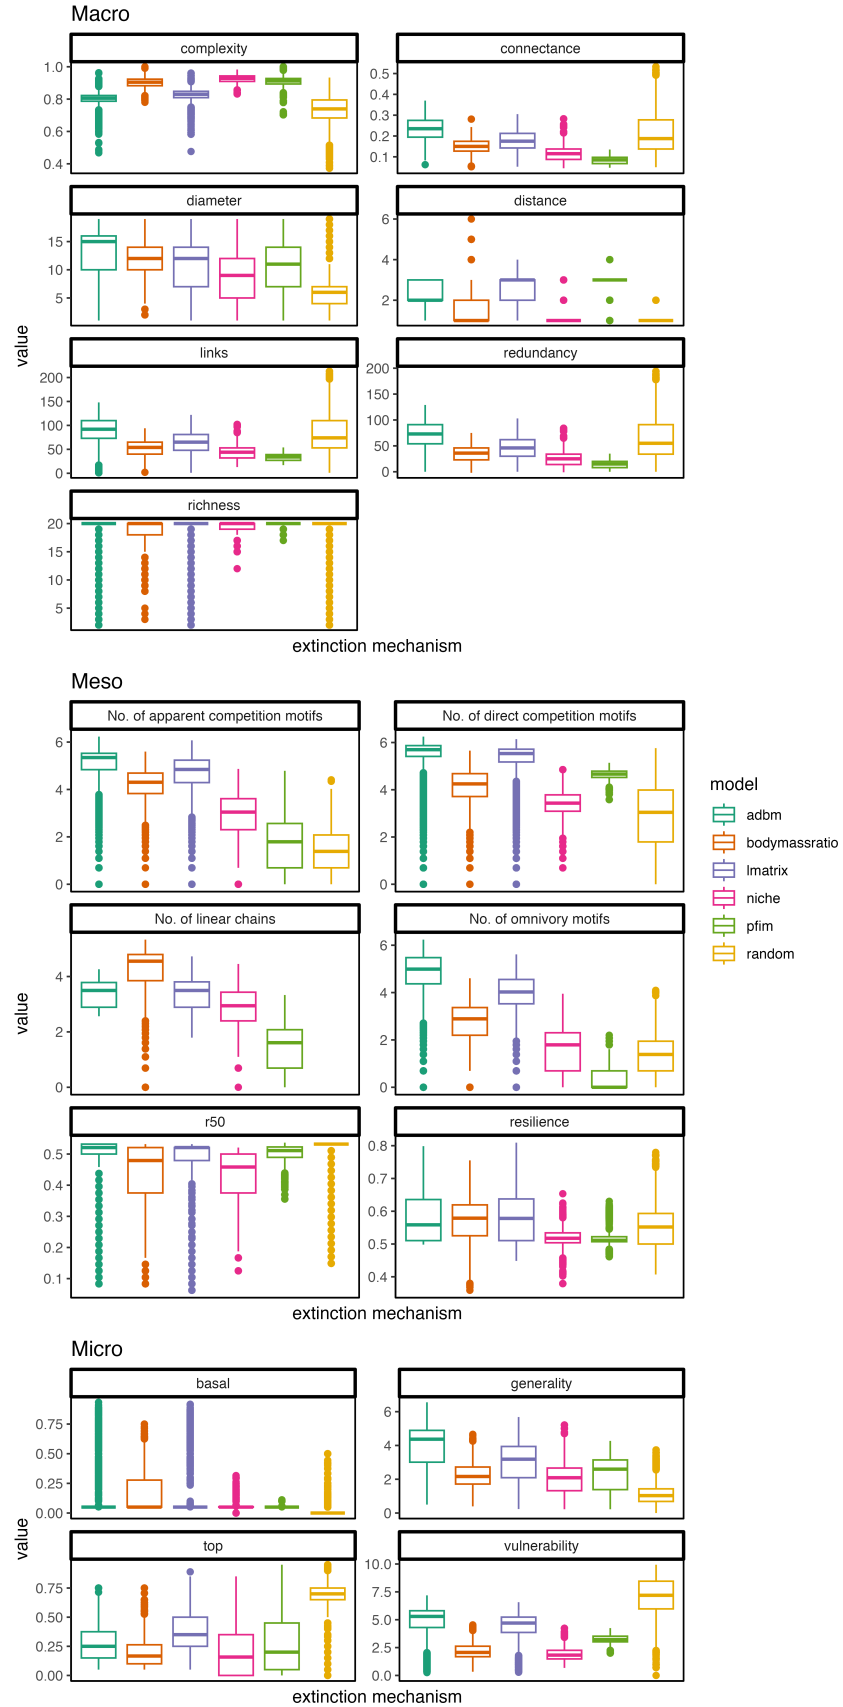 Macro
complexity
connectance
1.0
0.8
0.6
0.4
0.5
0.4
0.3
0.2
0.1
diameter
distance
15
10
5
6
4
2
value
links
redundancy
200
150
100
50
0
200
150
100
50
0
richness
20
15
10
5
extinction mechanism
Meso
No. of apparent competition motifs
No. of direct competition motifs
6
4
2
0
6
4
2
0
No. of linear chains
No. of omnivory motifs
4
2
0
6
4
2
0
value
r50
resilience
0.5
0.4
0.3
0.2
0.1
0.8
0.7
0.6
0.5
0.4
extinction mechanism
model
adbm
bodymassratio
lmatrix
niche
pfim
random
Micro
basal
generality
0.75
0.50
0.25
0.00
6
4
2
0
value
top
vulnerability
0.75
0.50
0.25
0.00
10.0
7.5
5.0
2.5
0.0
extinction mechanism